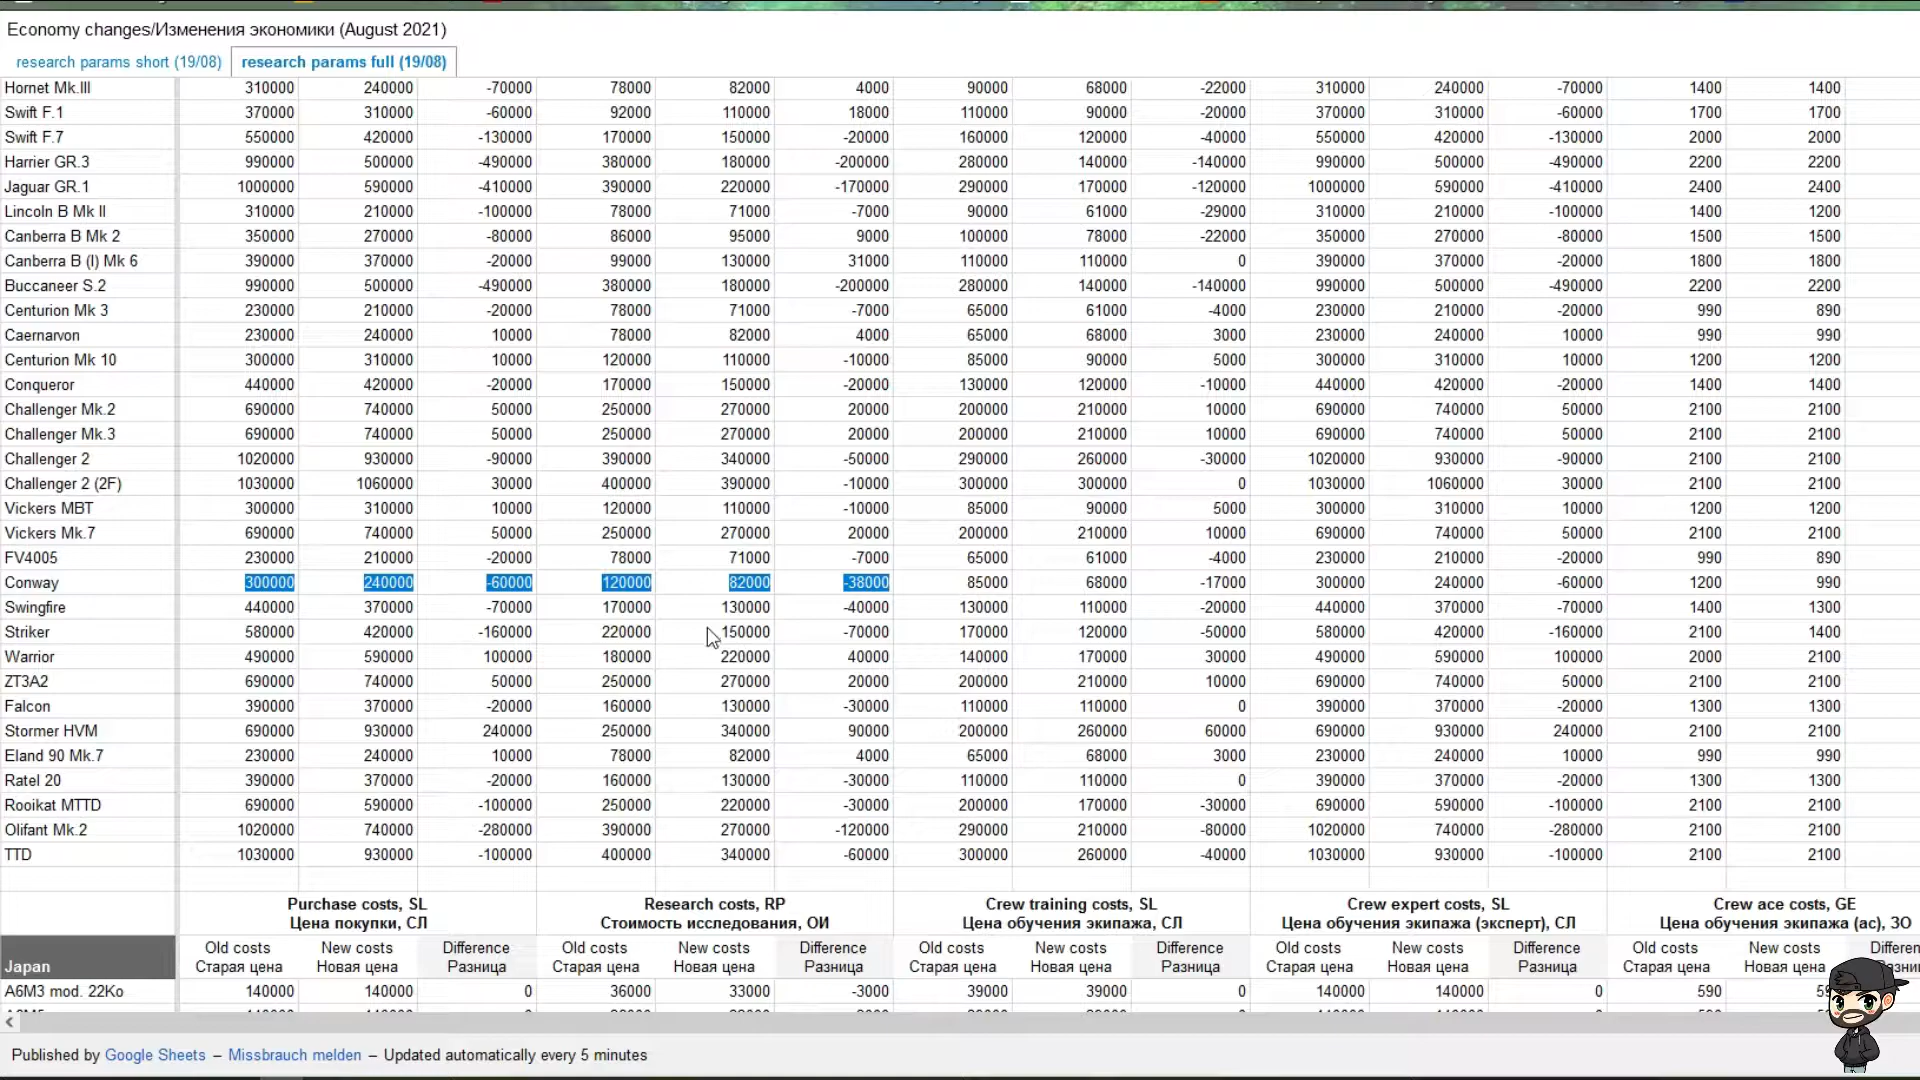 Economy changes/Изменения экономики (August 2021)
research params short (19/08) research params full (19/08)
Hornet Mk.III 310000 240000 -70000 78000 82000 4000 90000 68000 -22000 310000 240000 -70000 1400 1400
Swift F.1 370000 310000 -60000 92000 110000 18000 110000 90000 -20000 370000 310000 -60000 1700 1700
Swift F.7 550000 420000 -130000 170000 150000 -20000 160000 120000 -40000 550000 420000 -130000 2000 2000
Harrier GR.3 990000 500000 -490000 380000 180000 -200000 280000 140000 -140000 990000 500000 -490000 2200 2200
Jaguar GR.1 1000000 590000 -410000 390000 220000 -170000 290000 170000 -120000 1000000 590000 -410000 2400 2400
Lincoln B Mk II 310000 210000 -100000 78000 71000 -7000 90000 61000 -29000 310000 210000 -100000 1400 1200
Canberra B Mk 2 350000 270000 -80000 86000 95000 9000 100000 78000 -22000 350000 270000 -80000 1500 1500
Canberra B (I) Mk 6 390000 370000 -20000 99000 130000 31000 110000 110000 0 390000 370000 -20000 1800 1800
Buccaneer S.2 990000 500000 -490000 380000 180000 -200000 280000 140000 -140000 990000 500000 -490000 2200 2200
Centurion Mk 3 230000 210000 -20000 78000 71000 -7000 65000 61000 -4000 230000 210000 -20000 990 890
Caernarvon 230000 240000 10000 78000 82000 4000 65000 68000 3000 230000 240000 10000 990 990
Centurion Mk 10 300000 310000 10000 120000 110000 -10000 85000 90000 5000 300000 310000 10000 1200 1200
Conqueror 440000 420000 -20000 170000 150000 -20000 130000 120000 -10000 440000 420000 -20000 1400 1400
Challenger Mk.2 690000 740000 50000 250000 270000 20000 200000 210000 10000 690000 740000 50000 2100 2100
Challenger Mk.3 690000 740000 50000 250000 270000 20000 200000 210000 10000 690000 740000 50000 2100 2100
Challenger 2 1020000 930000 -90000 390000 340000 -50000 290000 260000 -30000 1020000 930000 -90000 2100 2100
Challenger 2 (2F) 1030000 1060000 30000 400000 390000 -10000 300000 300000 0 1030000 1060000 30000 2100 2100
Vickers MBT 300000 310000 10000 120000 110000 -10000 85000 90000 5000 300000 310000 10000 1200 1200
Vickers Mk.7 690000 740000 50000 250000 270000 20000 200000 210000 10000 690000 740000 50000 2100 2100
FV4005 230000 210000 -20000 78000 71000 -7000 65000 61000 -4000 230000 210000 -20000 990 890
Conway 300000 240000 -60000 120000 82000 -38000 85000 68000 -17000 300000 240000 -60000 1200 990
Swingfire 440000 370000 -70000 170000 130000 -40000 130000 110000 -20000 440000 370000 -70000 1400 1300
Striker 580000 420000 -160000 220000 150000 -70000 170000 120000 -50000 580000 420000 -160000 2100 1400
Warrior 490000 590000 100000 180000 220000 40000 140000 170000 30000 490000 590000 100000 2000 2100
ZT3A2 690000 740000 50000 250000 270000 20000 200000 210000 10000 690000 740000 50000 2100 2100
Falcon 390000 370000 -20000 160000 130000 -30000 110000 110000 0 390000 370000 -20000 1300 1300
Stormer HVM 690000 930000 240000 250000 340000 90000 200000 260000 60000 690000 930000 240000 2100 2100
Eland 90 Mk.7 230000 240000 10000 78000 82000 4000 65000 68000 3000 230000 240000 10000 990 990
Ratel 20 390000 370000 -20000 160000 130000 -30000 110000 110000 0 390000 370000 -20000 1300 1300
Rooikat MTTD 690000 590000 -100000 250000 220000 -30000 200000 170000 -30000 690000 590000 -100000 2100 2100
Olifant Mk.2 1020000 740000 -280000 390000 270000 -120000 290000 210000 -80000 1020000 740000 -280000 2100 2100
TTD 1030000 930000 -100000 400000 340000 -60000 300000 260000 -40000 1030000 930000 -100000 2100 2100
Purchase costs, SL Research costs, RP Crew training costs, SL Crew expert costs, SL Crew ace costs, GE
Цена покупки, СЛ Стоимость исследования, ОИ Цена обучения экипажа, СЛ Цена обучения экипажа (эксперт), СЛ Цена обучения экипажа (ас), ЗО
Old costs New costs Difference Old costs New costs Difference Old costs New costs Difference Old costs New costs Difference Old costs New costs Differen
Japan Старая цена Новая цена Разница Старая цена Новая цена Разница Старая цена Новая цена Разница Старая цена Новая цена Разница Старая цена Новая цена
A6M3 mod. 22Ko 140000 140000 0 36000 33000 -3000 39000 39000 0 140000 140000 0 590
Published by Google Sheets – Missbrauch melden – Updated automatically every 5 minutes